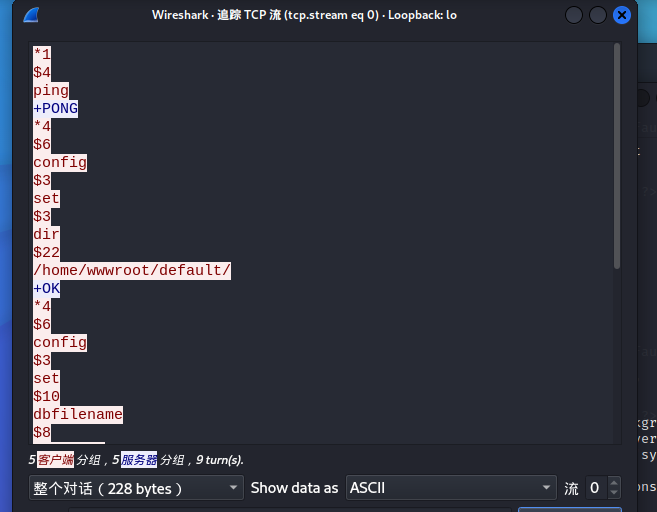 Wireshark · 追踪 TCP 流 (tcp.stream eq 0) · Loopback: lo
*1
$4
ping
+PONG
*4
$6
config
$3
set
$3
dir
$22
/home/wwwroot/default/
+OK
*4
$6
config
$3
set
$10
dbfilename
$8
5 客户端 分组，5 服务器 分组，9 turn(s).
整个对话（228 bytes） Show data as ASCII 流 0